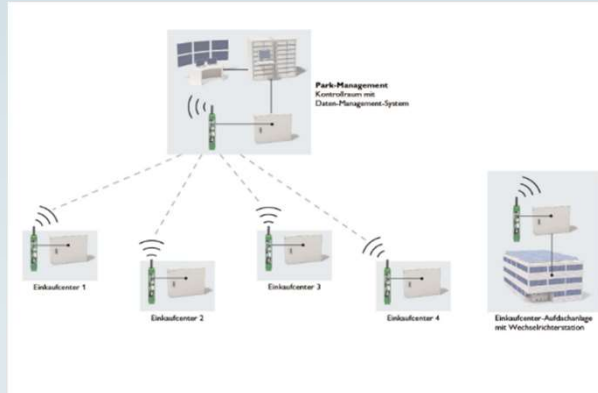 Park-Management
Kontrollraum mit
Daten-Management-System
Einkaufcenter 1
Einkaufcenter 2
Einkaufcenter 3
Einkaufcenter 4
Einkaufcenter-Aufdachanlage
mit Wechselrichterstation